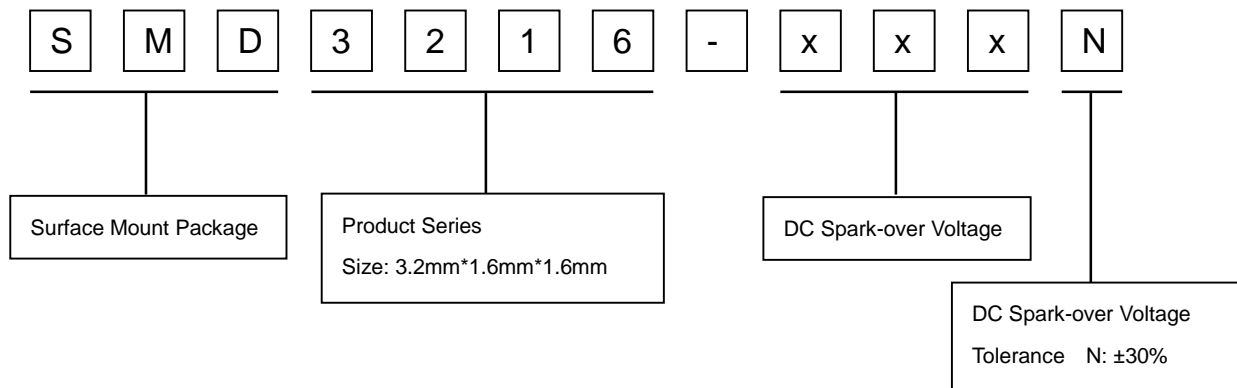 S M D 3 2 1 6 - x x x N
Surface Mount Package
Product Series
Size: 3.2mm*1.6mm*1.6mm
DC Spark-over Voltage
DC Spark-over Voltage
Tolerance N: ±30%